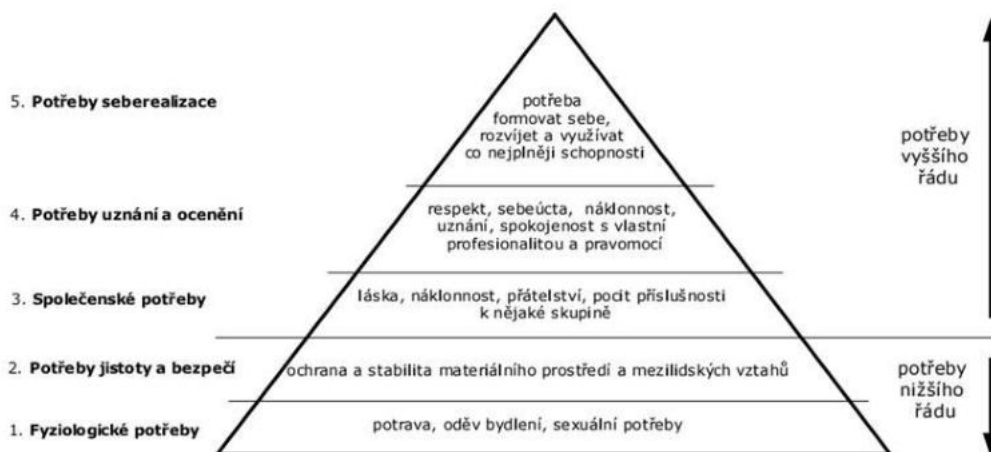 5. Potřeby seberealizace
potřeba
formovat sebe,
rozvíjet a využívat
co nejplněji schopnosti
potřeby
vyššího
řádu
4. Potřeby uznání a ocenění
respekt, sebeúcta, náklonnost,
uznání, spokojenost s vlastní
profesionalitou a pravomocí
3. Společenské potřeby
láska, náklonnost, přátelství, pocit příslušnosti
k nějaké skupině
2. Potřeby jistoty a bezpečí
ochrana a stabilita materiálního prostředí a mezilidských vztahů
potřeby
nižšího
řádu
1. Fyziologické potřeby
potrava, oděv bydlení, sexuální potřeby